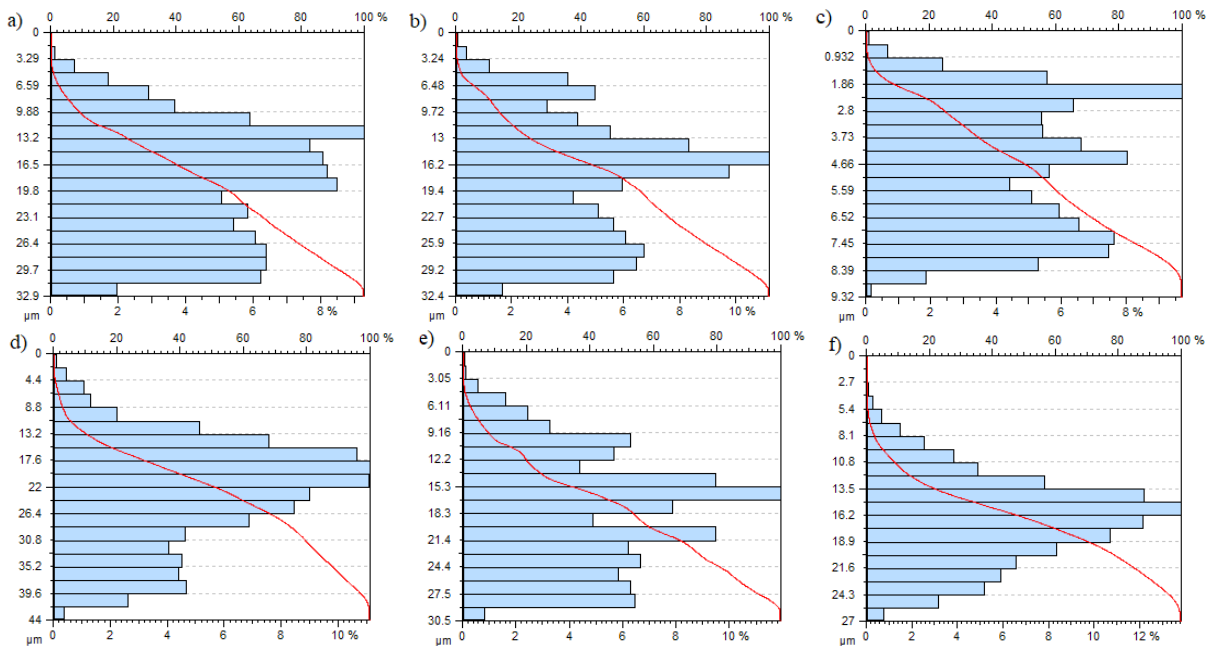 a)
0 20 40 60 80 100 %
0
3.29
6.59
9.88
13.2
16.5
19.8
23.1
26.4
29.7
32.9
µm
0 2 4 6 8 %
b)
0 20 40 60 80 100 %
0
3.24
6.48
9.72
13
16.2
19.4
22.7
25.9
29.2
32.4
µm
0 2 4 6 8 10 %
c)
0 20 40 60 80 100 %
0
0.932
1.86
2.8
3.73
4.66
5.59
6.52
7.45
8.39
9.32
µm
0 2 4 6 8 %
d)
0 20 40 60 80 100 %
0
4.4
8.8
13.2
17.6
22
26.4
30.8
35.2
39.6
44
µm
0 2 4 6 8 10 %
e)
0 20 40 60 80 100 %
0
3.05
6.11
9.16
12.2
15.3
18.3
21.4
24.4
27.5
30.5
µm
0 2 4 6 8 10 %
f)
0 20 40 60 80 100 %
0
2.7
5.4
8.1
10.8
13.5
16.2
18.9
21.6
24.3
27
µm
0 2 4 6 8 10 12 %